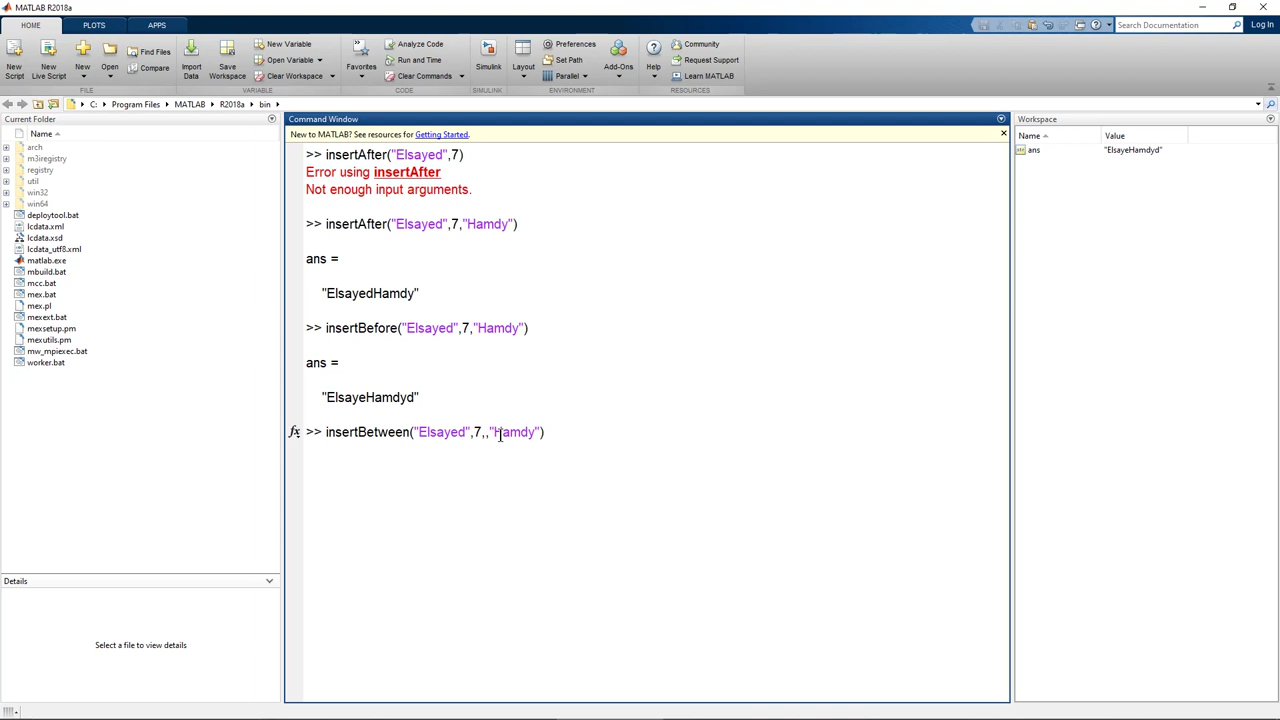 MATLAB R2018a
HOME PLOTS APPS Search Documentation Log In
New Script
New Live Script
New
Open
Find Files
Compare
Import Data
Save Workspace
New Variable
Open Variable
Clear Workspace
Favorites
Analyze Code
Run and Time
Clear Commands
Simulink
Layout
Preferences
Set Path
Parallel
Add-Ons
Help
Community
Request Support
Learn MATLAB
FILE VARIABLE CODE SIMULINK ENVIRONMENT RESOURCES
C: Program Files MATLAB R2018a bin
Current Folder
Name
arch
m3iregistry
registry
util
win32
win64
deploytool.bat
lcdata.xml
lcdata.xsd
lcdata_utf8.xml
matlab.exe
mbuild.bat
mcc.bat
mex.bat
mex.pl
mexext.bat
mexsetup.pm
mexutils.pm
mw_mpiexec.bat
worker.bat
Details
Select a file to view details
Command Window
New to MATLAB? See resources for Getting Started.
>> insertAfter("Elsayed",7)
Error using insertAfter
Not enough input arguments.
>> insertAfter("Elsayed",7,"Hamdy")
ans =
"ElsayedHamdy"
>> insertBefore("Elsayed",7,"Hamdy")
ans =
"ElsayeHamdyd"
fx >> insertBetween("Elsayed",7,,"Hamdy")
Workspace
Name Value
ans "ElsayeHamdyd"